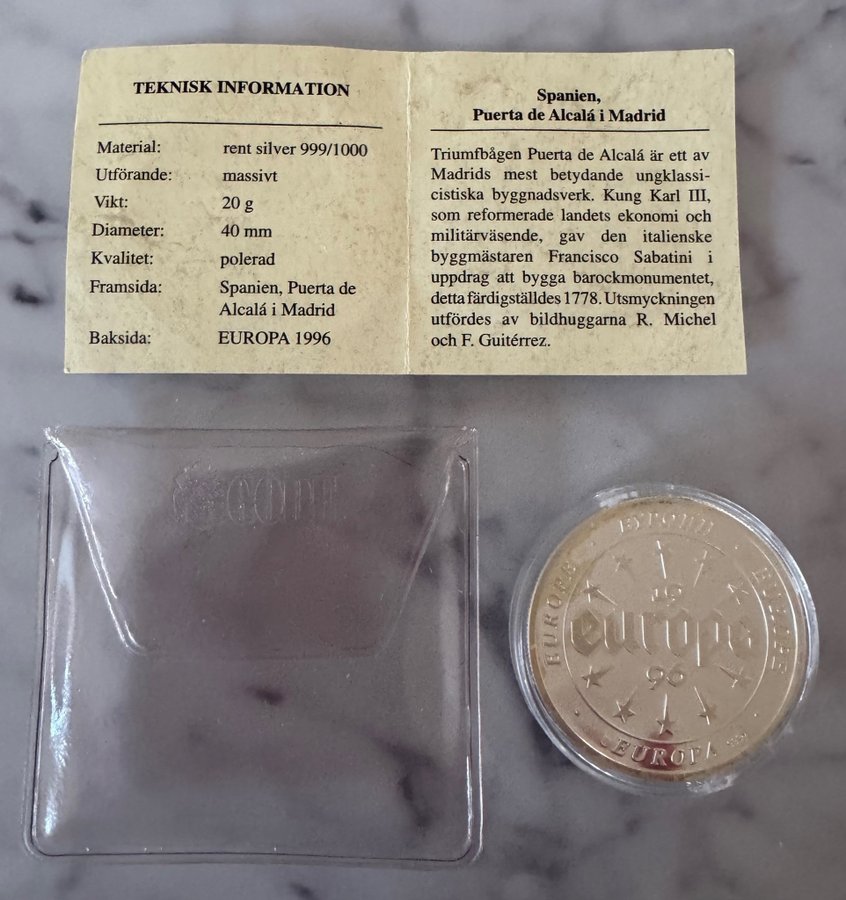 TEKNISK INFORMATION
Material: rent silver 999/1000
Utförande: massivt
Vikt: 20 g
Diameter: 40 mm
Kvalitet: polerad
Framsida: Spanien, Puerta de
Alcalá i Madrid
Baksida: EUROPA 1996
Spanien,
Puerta de Alcalá i Madrid
Triumfbågen Puerta de Alcalá är ett av
Madrids mest betydande ungklassi-
cistiska byggnadsverk. Kung Karl III,
som reformerade landets ekonomi och
militärväsende, gav den italienske
byggmästaren Francisco Sabatini i
uppdrag att bygga barockmonumentet,
detta färdigställdes 1778. Utsmyckningen
utfördes av bildhuggarna R. Michel
och F. Guitérrez.
EUROPE
19
europe
96
EUROPA